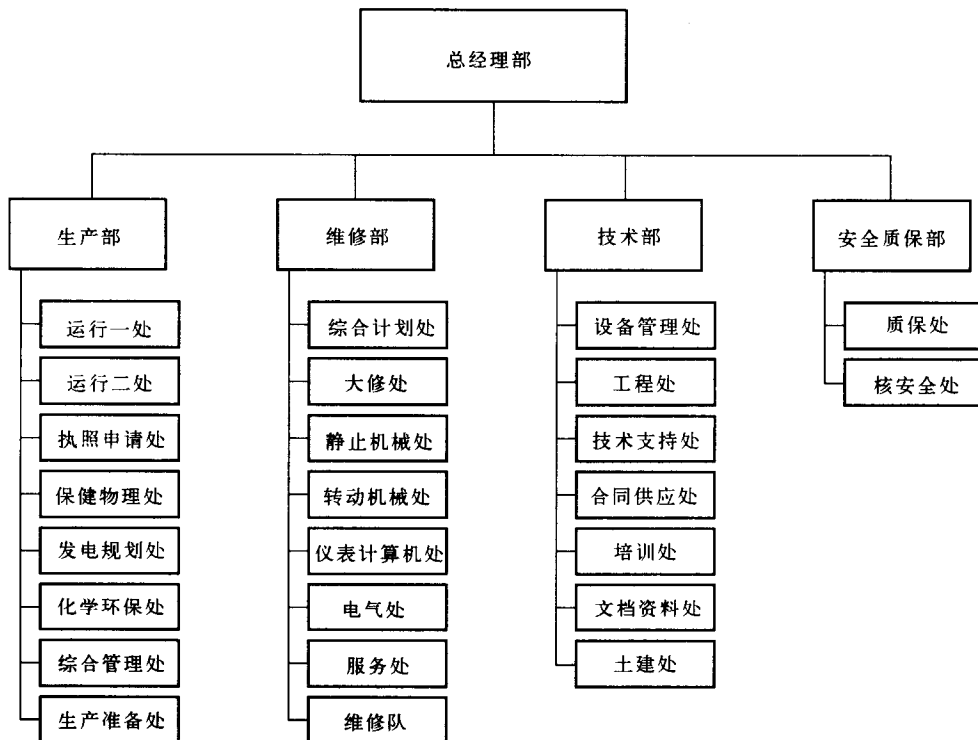 总经理部
生产部
维修部
技术部
安全质保部
运行一处
运行二处
执照申请处
保健物理处
发电规划处
化学环保处
综合管理处
生产准备处
综合计划处
大修处
静止机械处
转动机械处
仪表计算机处
电气处
服务处
维修队
设备管理处
工程处
技术支持处
合同供应处
培训处
文档资料处
土建处
质保处
核安全处